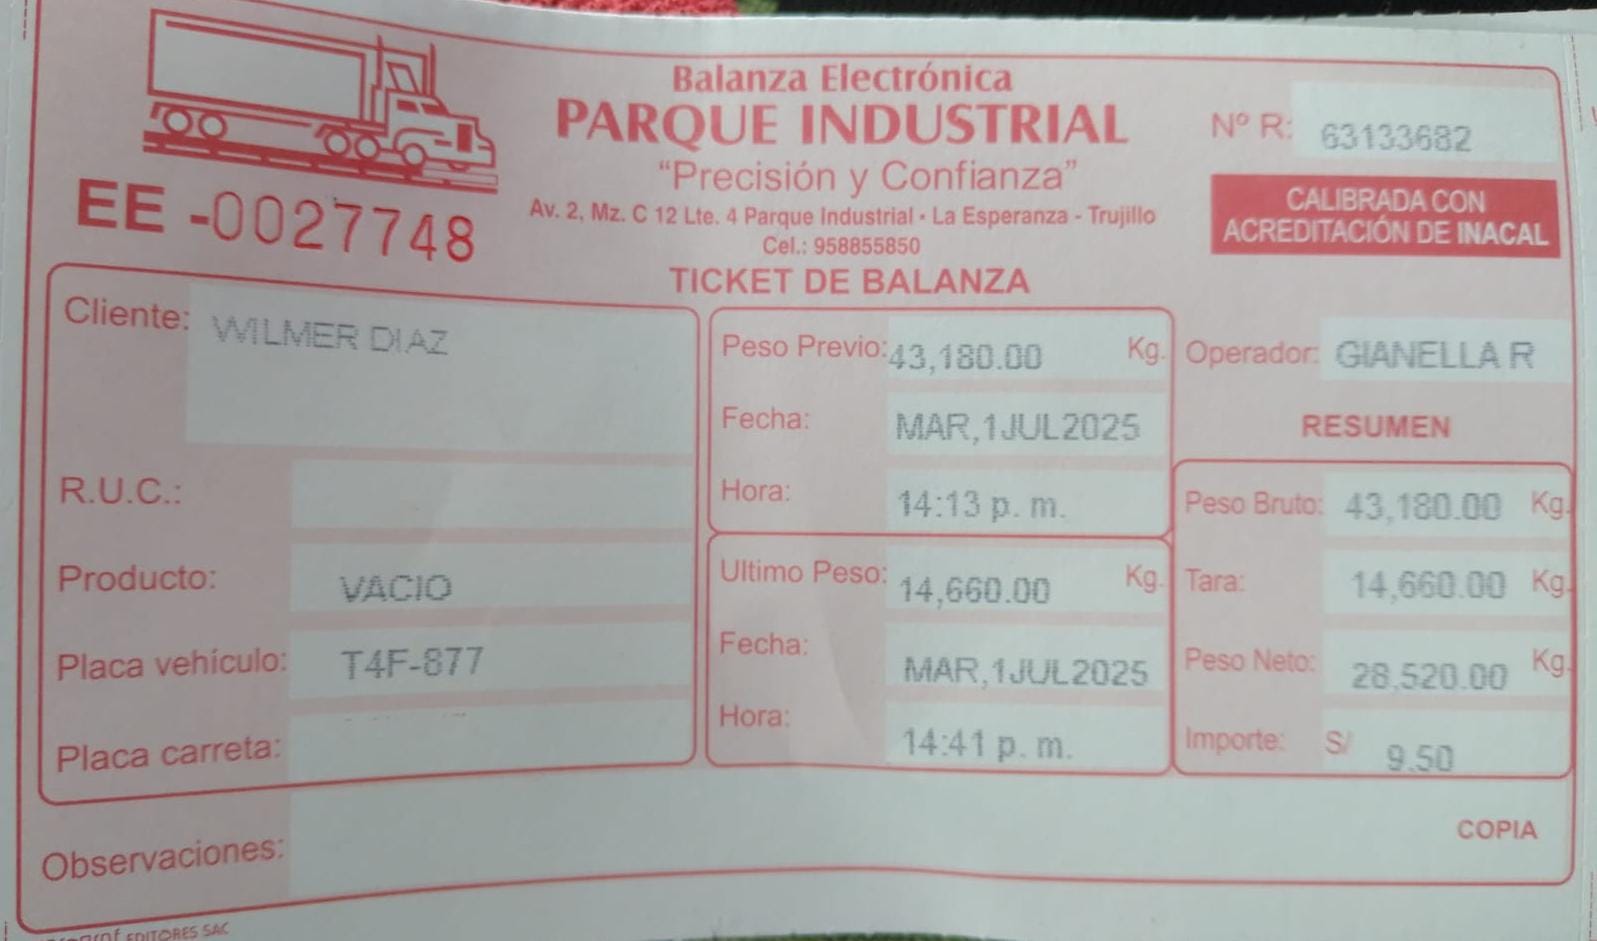 Balanza Electrónica
PARQUE INDUSTRIAL
"Precisión y Confianza"
Av. 2, Mz. C 12 Lte. 4 Parque Industrial · La Esperanza - Trujillo
Cel.: 958855850
TICKET DE BALANZA
EE -0027748
Nº R: 63133682
CALIBRADA CON
ACREDITACIÓN DE INACAL
Cliente: WILMER DIAZ
R.U.C.:
Producto: VACIO
Placa vehículo: T4F-877
Placa carreta:
Observaciones:
Peso Previo: 43,180.00 Kg.
Fecha: MAR,1JUL2025
Hora: 14:13 p. m.
Ultimo Peso: 14,660.00 Kg.
Fecha: MAR,1JUL2025
Hora: 14:41 p. m.
Operador: GIANELLA R
RESUMEN
Peso Bruto: 43,180.00 Kg.
Tara: 14,660.00 Kg.
Peso Neto: 28,520.00 Kg.
Importe: S/ 9.50
COPIA
EDITORES SAC